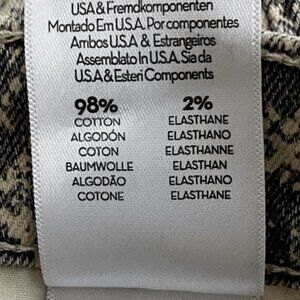 USA & Fremdkomponenten
Montado Em U.S.A. Por componentes
Ambos U.S.A & Estrangeiros
Assemblato In U.S.A. Sia da
U.S.A & Esteri Components
98% 2%
COTTON ELASTHANE
ALGODÓN ELASTHANO
COTON ELASTHANNE
BAUMWOLLE ELASTHAN
ALGODÃO ELASTHANO
COTONE ELASTHANE